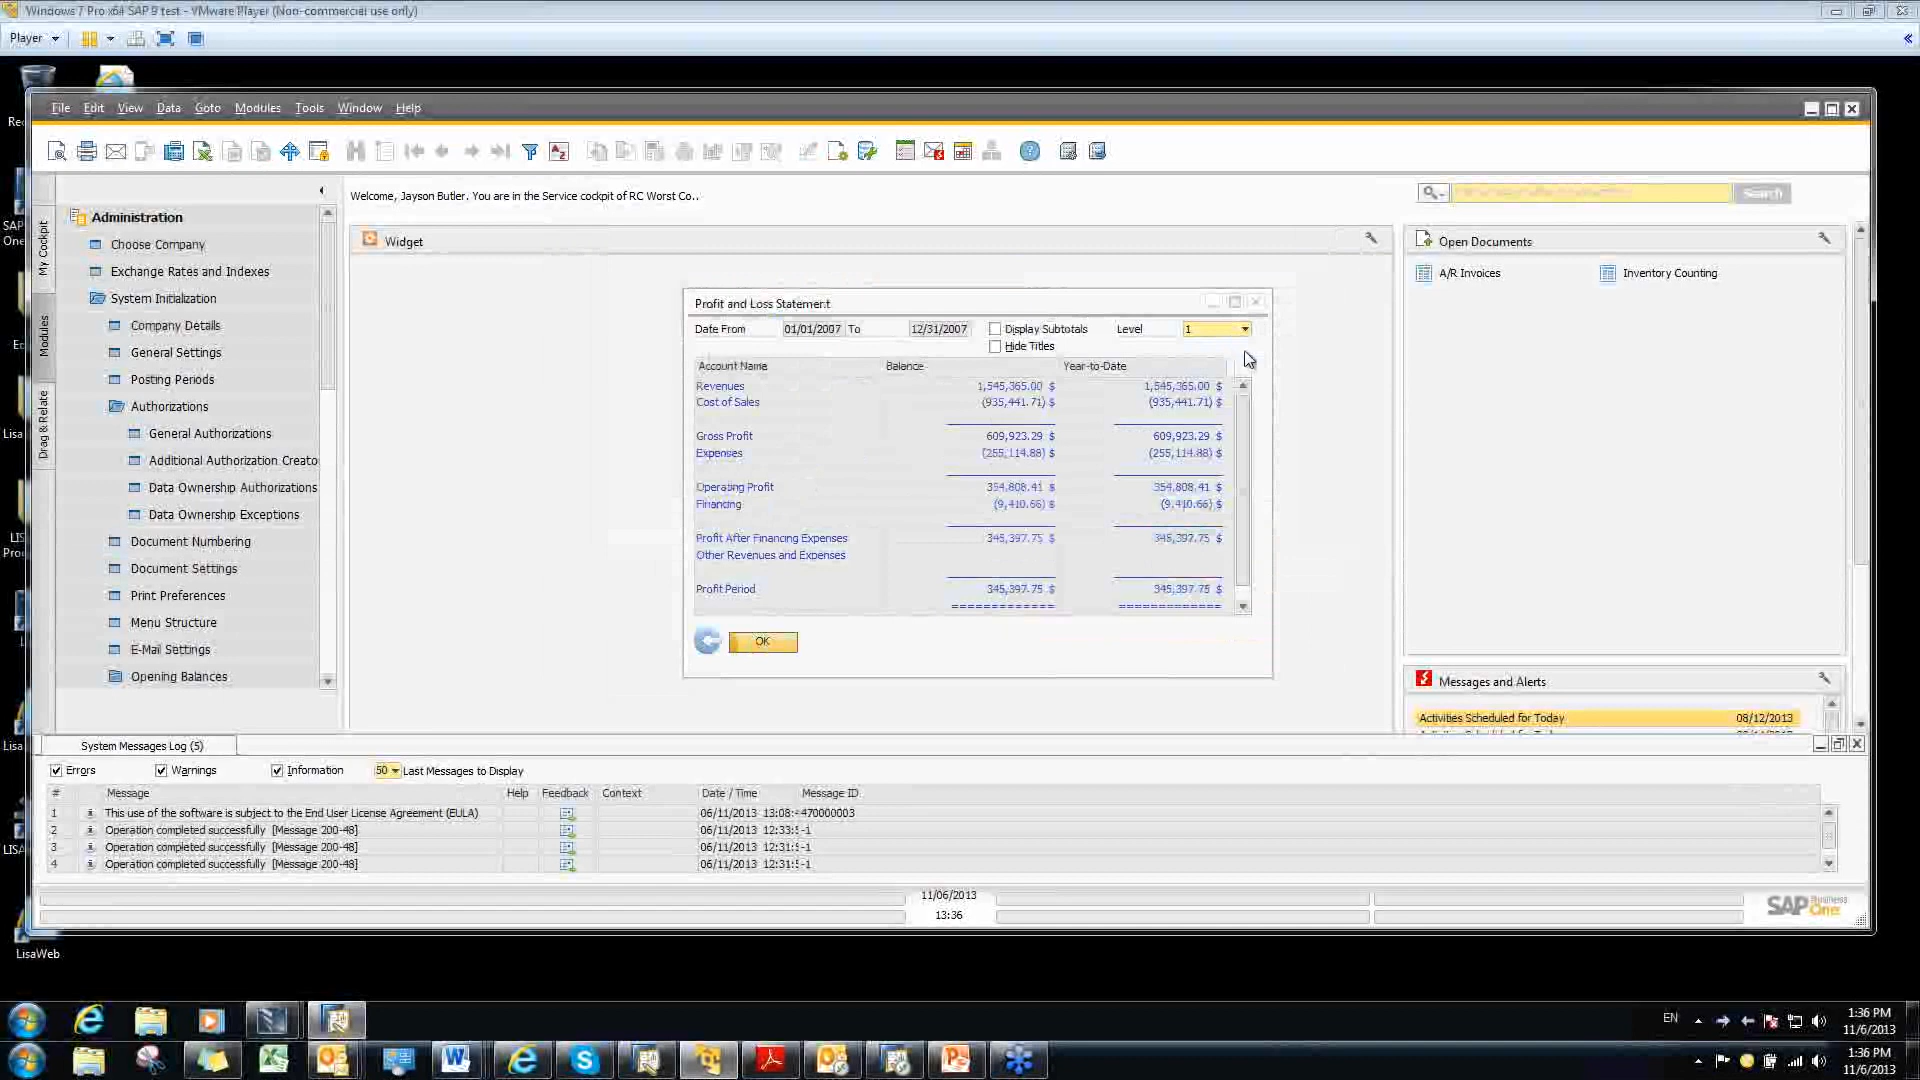 Windows 7 Pro x64 SAP 9 test - VMware Player (Non-commercial use only)
Player
File Edit View Data Goto Modules Tools Window Help
Welcome, Jayson Butler. You are in the Service cockpit of RC Worst Co..
Search
My Cockpit
Modules
Drag & Relate
Administration
Choose Company
Exchange Rates and Indexes
System Initialization
Company Details
General Settings
Posting Periods
Authorizations
General Authorizations
Additional Authorization Creato
Data Ownership Authorizations
Data Ownership Exceptions
Document Numbering
Document Settings
Print Preferences
Menu Structure
E-Mail Settings
Opening Balances
Widget
Profit and Loss Statement
Date From 01/01/2007 To 12/31/2007 Display Subtotals Level 1
Hide Titles
Account Name Balance Year-to-Date
Revenues 1,545,365.00 $ 1,545,365.00 $
Cost of Sales (935,441.71) $ (935,441.71) $
Gross Profit 609,923.29 $ 609,923.29 $
Expenses (255,114.88) $ (255,114.88) $
Operating Profit 354,808.41 $ 354,808.41 $
Financing (9,410.66) $ (9,410.66) $
Profit After Financing Expenses 345,397.75 $ 345,397.75 $
Other Revenues and Expenses
Profit Period 345,397.75 $ 345,397.75 $
============= =============
OK
Open Documents
A/R Invoices Inventory Counting
Messages and Alerts
Activities Scheduled for Today 08/12/2013
System Messages Log (5)
Errors Warnings Information 50 Last Messages to Display
# Message Help Feedback Context Date / Time Message ID
1 This use of the software is subject to the End User License Agreement (EULA) 06/11/2013 13:08: 470000003
2 Operation completed successfully [Message 200-48] 06/11/2013 12:33: -1
3 Operation completed successfully [Message 200-48] 06/11/2013 12:31: -1
4 Operation completed successfully [Message 200-48] 06/11/2013 12:31: -1
11/06/2013
13:36
SAP Business One
LisaWeb
EN
1:36 PM
11/6/2013
1:36 PM
11/6/2013